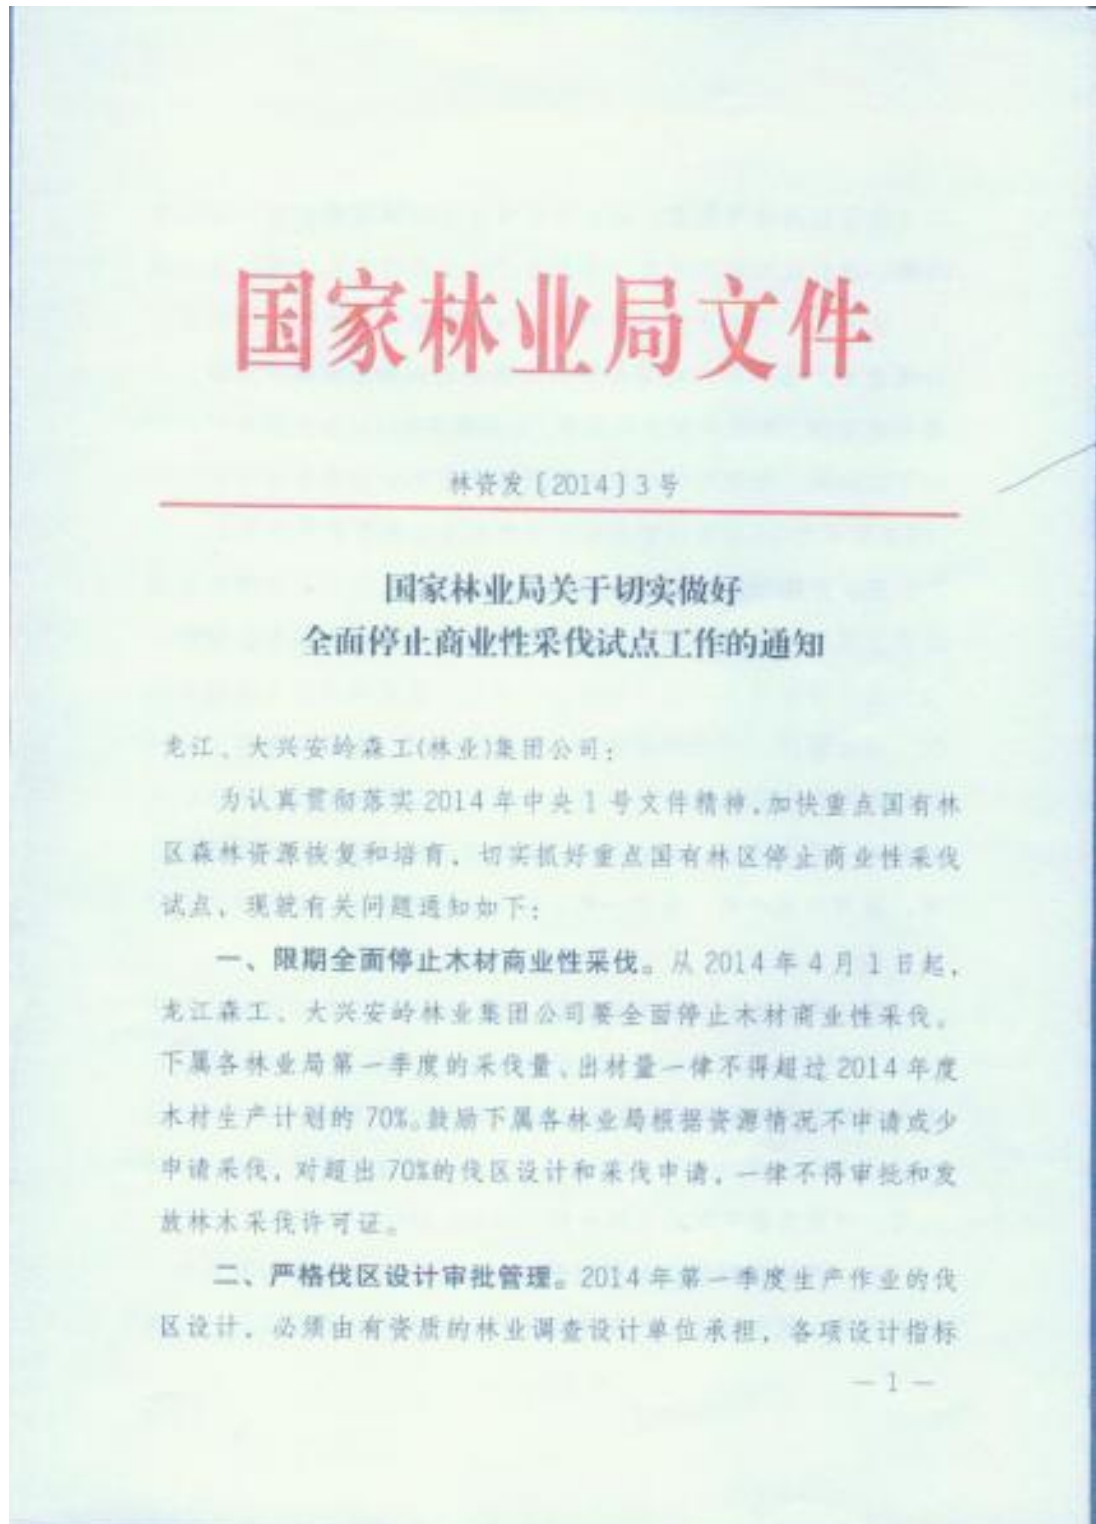 国家林业局文件
林资发〔2014〕3号
国家林业局关于切实做好
全面停止商业性采伐试点工作的通知
龙江、大兴安岭森工(林业)集团公司:
为认真贯彻落实2014年中央1号文件精神,加快重点国有林
区森林资源恢复和培育,切实抓好重点国有林区停止商业性采伐
试点,现就有关问题通知如下:
一、限期全面停止木材商业性采伐。从2014年4月1日起,
龙江森工、大兴安岭林业集团公司要全面停止木材商业性采伐。
下属各林业局第一季度的采伐量、出材量一律不得超过2014年度
木材生产计划的70%。鼓励下属各林业局根据资源情况不申请或少
申请采伐,对超出70%的伐区设计和采伐申请,一律不得审批和发
放林木采伐许可证。
二、严格伐区设计审批管理。2014年第一季度生产作业的伐
区设计,必须由有资质的林业调查设计单位承担,各项设计指标
— 1 —